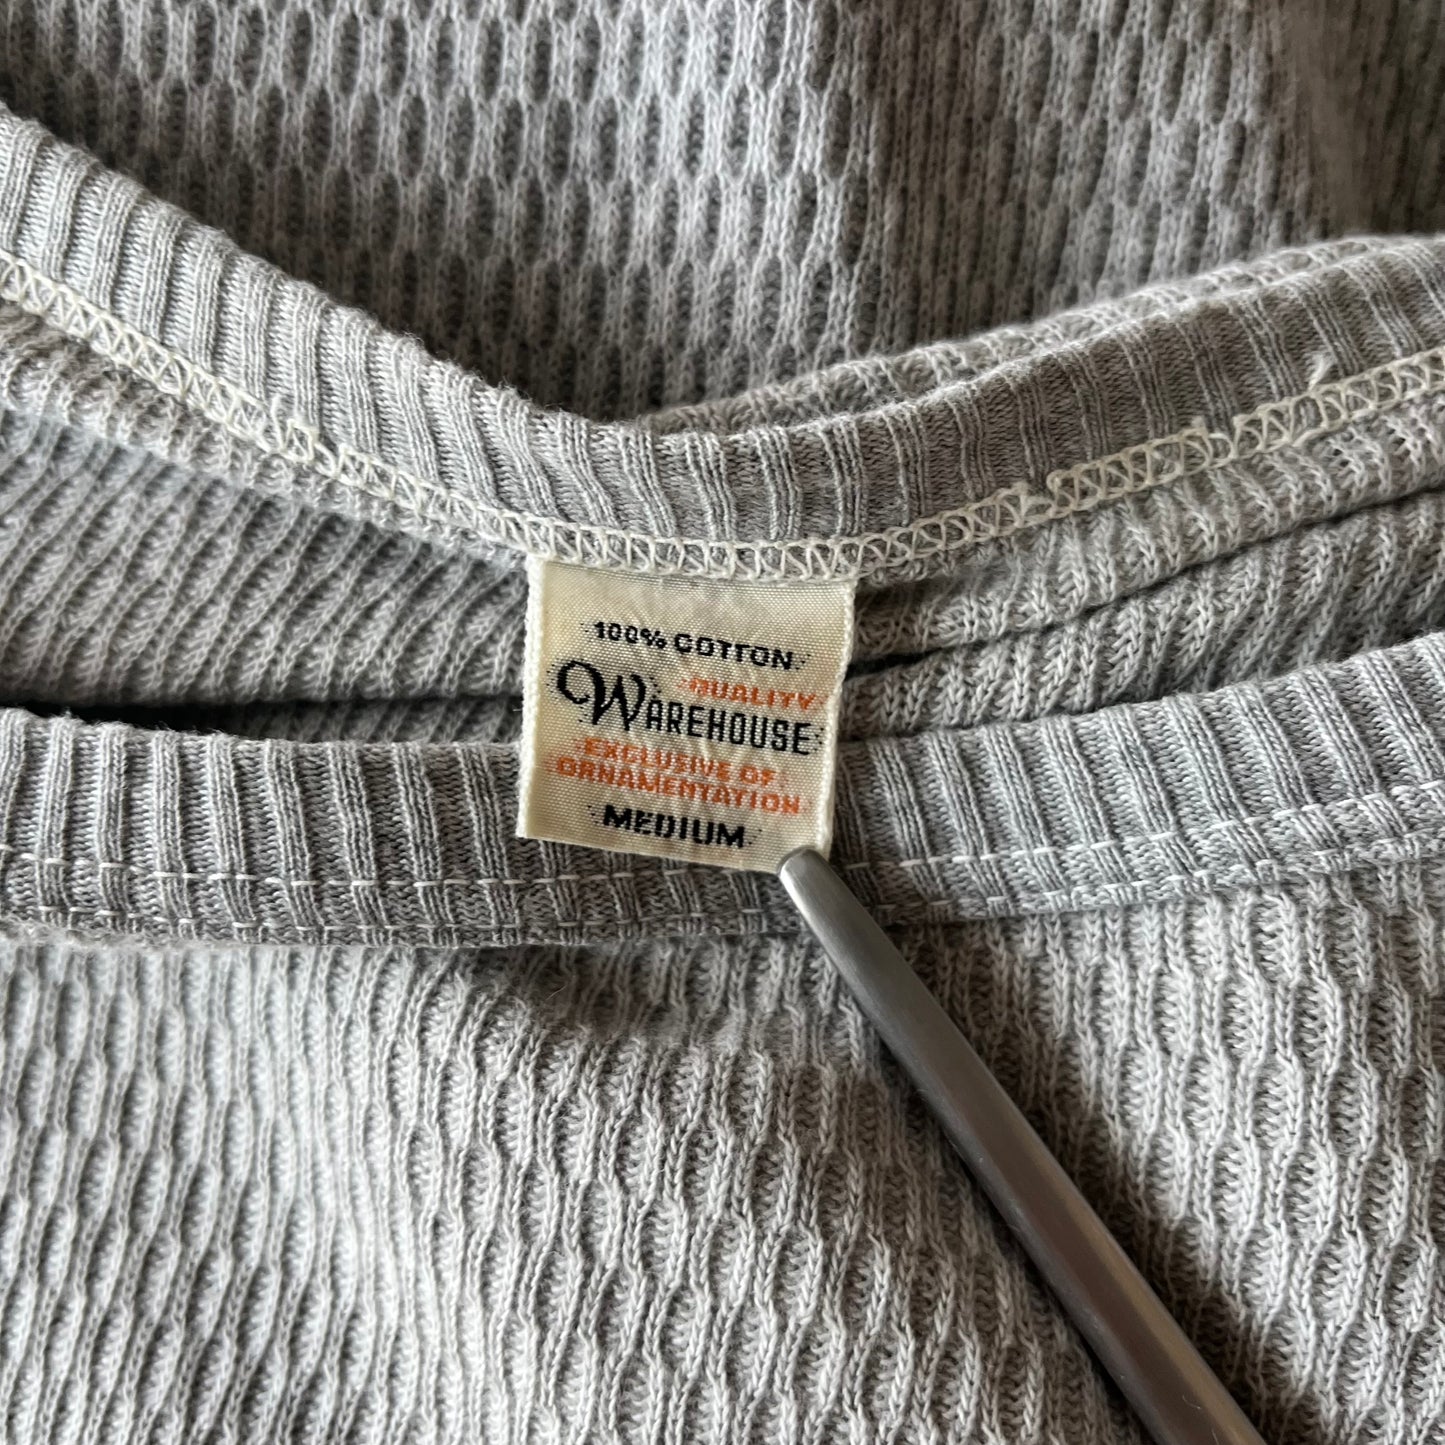 100% COTTON
QUALITY
WAREHOUSE
EXCLUSIVE OF
ORNAMENTATION
MEDIUM